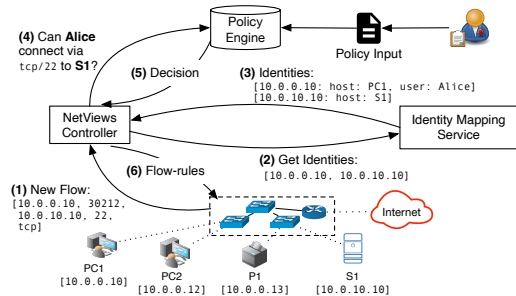 (4) Can Alice
connect via
tcp/22 to S1?
Policy
Engine
Policy Input
(5) Decision
(3) Identities:
[10.0.0.10: host: PC1, user: Alice]
[10.0.10.10: host: S1]
NetViews
Controller
Identity Mapping
Service
(2) Get Identities:
[10.0.0.10, 10.0.10.10]
(6) Flow-rules
(1) New Flow:
[10.0.0.10, 30212,
10.0.10.10, 22,
tcp]
Internet
PC1
[10.0.0.10]
PC2
[10.0.0.12]
P1
[10.0.0.13]
S1
[10.0.10.10]